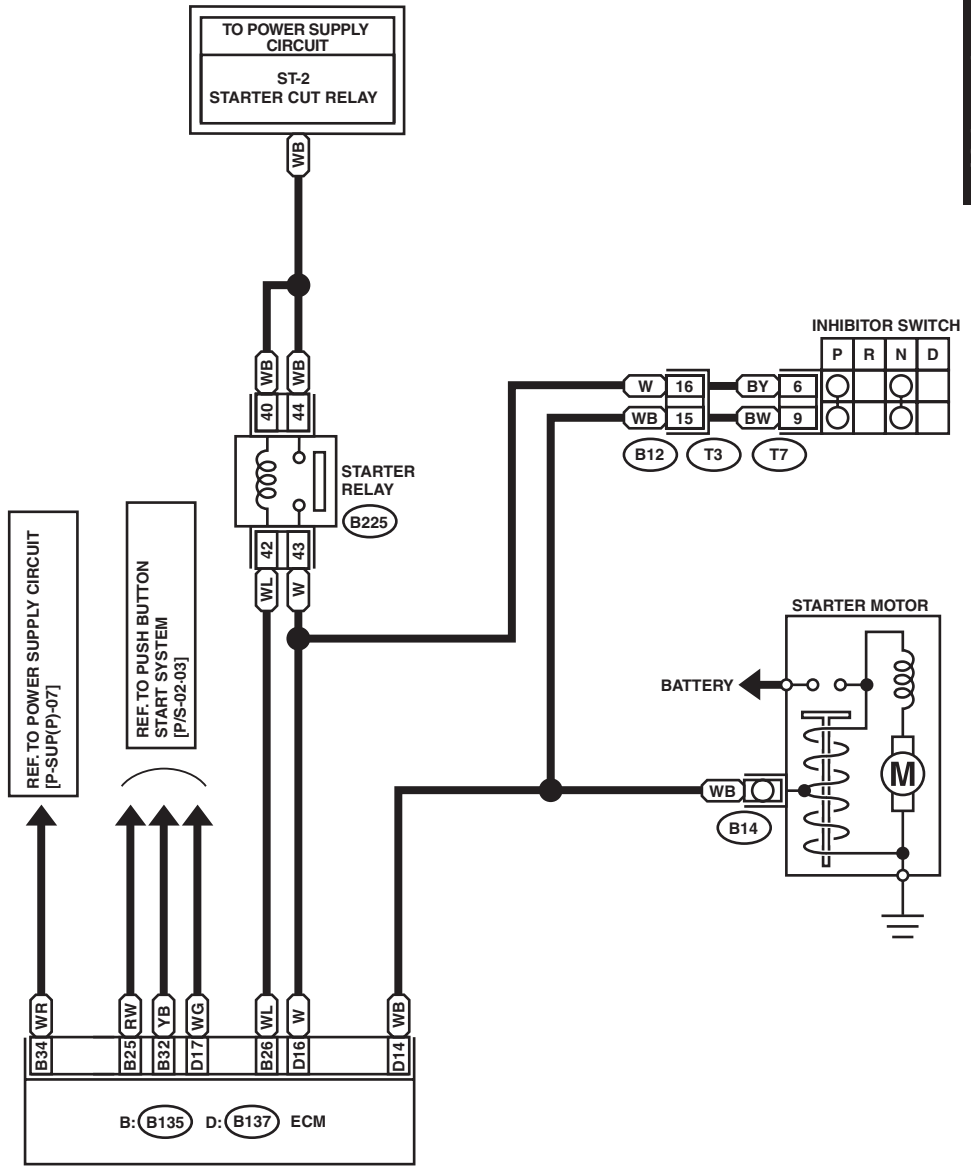 TO POWER SUPPLY
CIRCUIT
ST-2
STARTER CUT RELAY
WB
WB
WB
40
44
STARTER
RELAY
B225
42
43
WL
W
INHIBITOR SWITCH
P R N D
W 16 BY 6
WB 15 BW 9
B12 T3 T7
REF. TO POWER SUPPLY CIRCUIT
[P-SUP(P)-07]
REF. TO PUSH BUTTON
START SYSTEM
[P/S-02-03]
STARTER MOTOR
BATTERY
M
WB
B14
WR
RW
YB
WG
WL
W
WB
B34
B25
B32
D17
B26
D16
D14
B: B135 D: B137 ECM